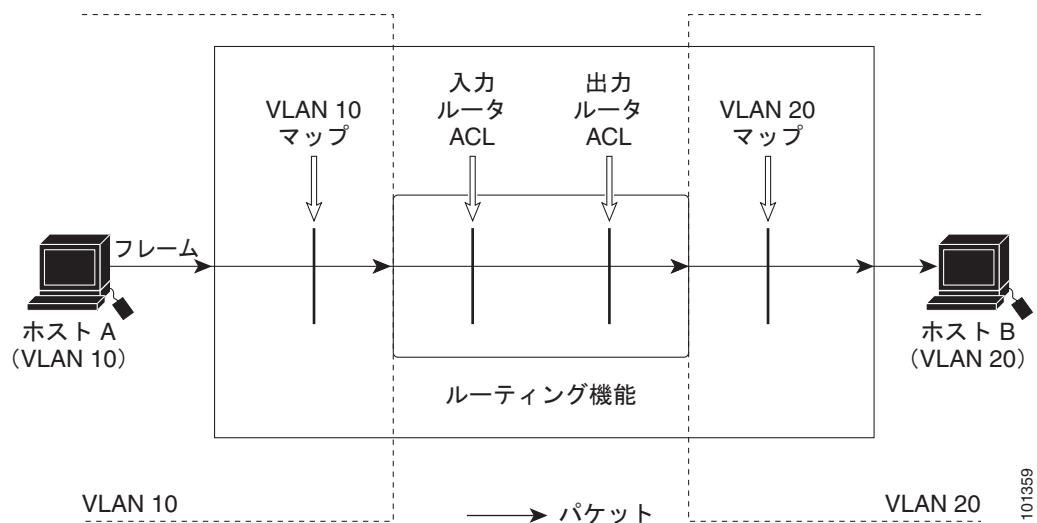 VLAN 10
マップ
入力
ルータ
ACL
出力
ルータ
ACL
VLAN 20
マップ
フレーム
ホスト A
（VLAN 10）
ホスト B
（VLAN 20）
ルーティング機能
VLAN 10
パケット
VLAN 20
101359